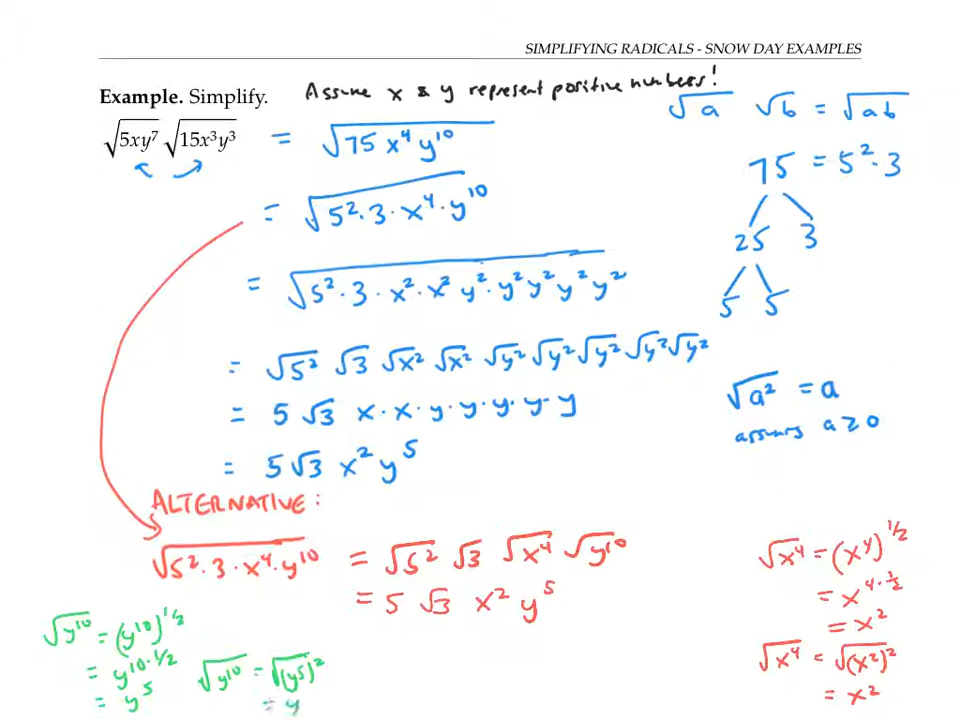 SIMPLIFYING RADICALS - SNOW DAY EXAMPLES
Example. Simplify. Assume x & y represent positive numbers!
√a √b = √ab
√(5xy⁷) √(15x³y³) = √(75 x⁴ y¹⁰)
75 = 5²·3
= √(5²·3·x⁴·y¹⁰)
25 3
5 5
= √(5²·3·x²·x² y²·y² y² y² y²)
= √5² √3 √x² √x² √y² √y² √y² √y² √y²
= 5 √3 x·x·y·y·y·y·y
√a² = a
assumes a ≥ 0
= 5 √3 x² y⁵
ALTERNATIVE:
√(5²·3·x⁴·y¹⁰) = √5² √3 √x⁴ √y¹⁰
= 5 √3 x² y⁵
√x⁴ = (x⁴)^1/2
= x^4·1/2
= x²
√x⁴ = √(x²)²
= x²
√y¹⁰ = (y¹⁰)^1/2
= y^10·1/2
= y⁵
√y¹⁰ = √(y⁵)²
= y